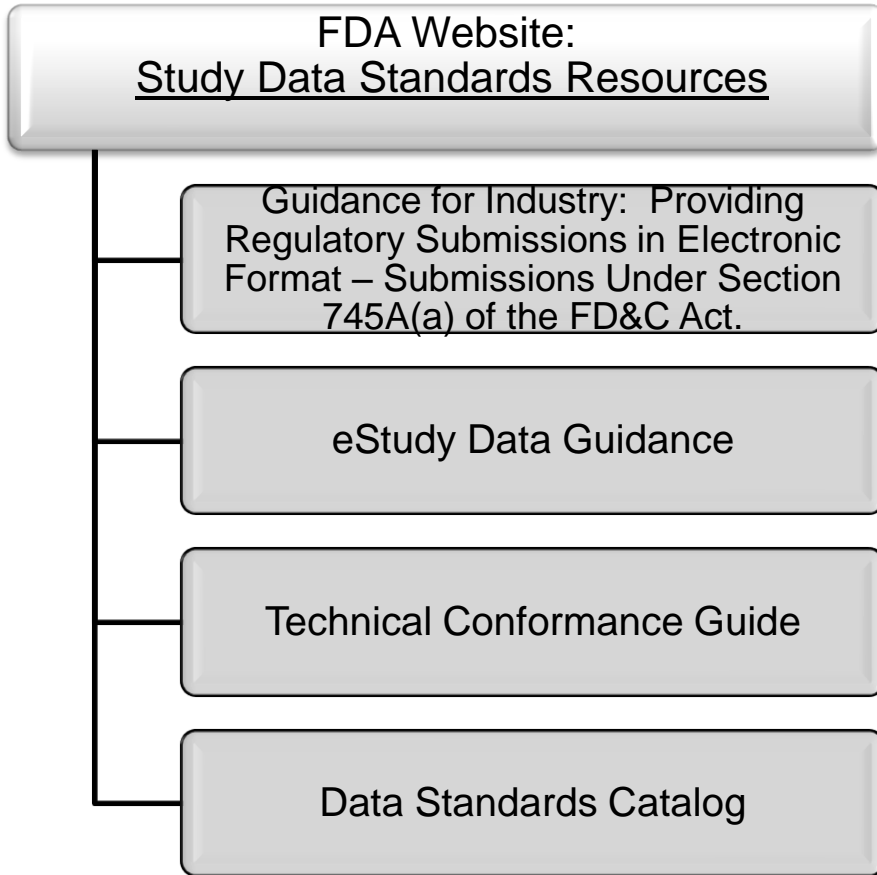 FDA Website:
Study Data Standards Resources
Guidance for Industry:  Providing
Regulatory Submissions in Electronic
Format – Submissions Under Section
745A(a) of the FD&C Act.
eStudy Data Guidance
Technical Conformance Guide
Data Standards Catalog